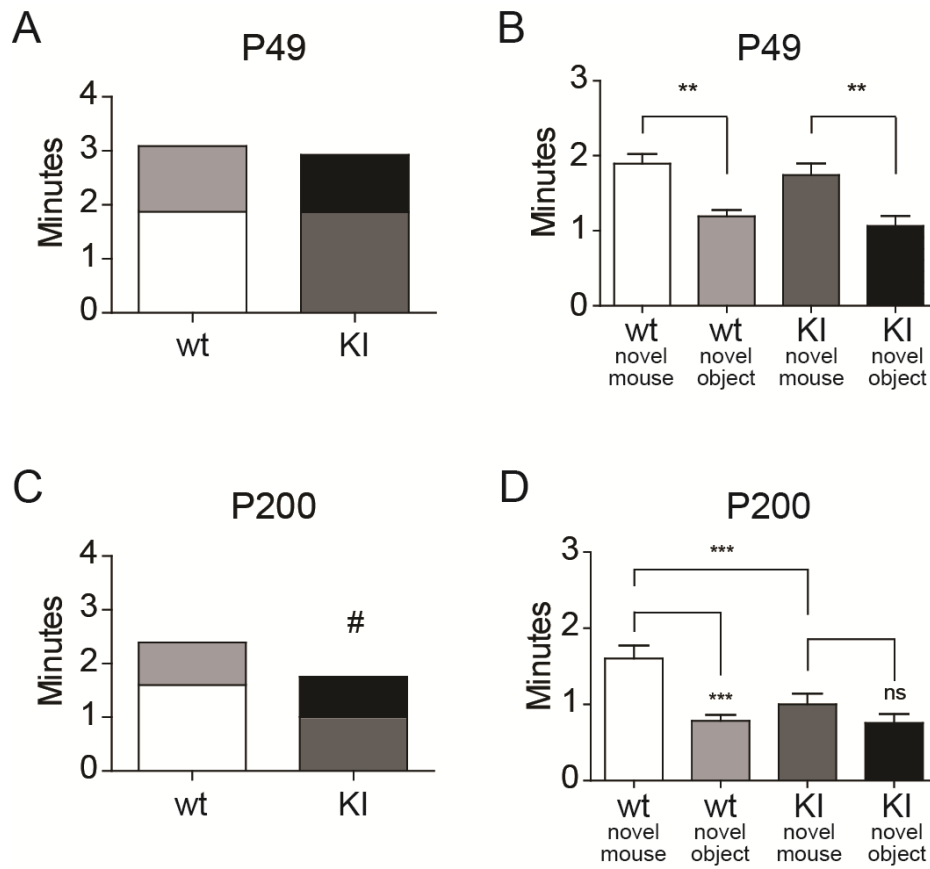 A
P49
Minutes
4
3
2
1
0
wt
KI
B
P49
Minutes
3
2
1
0
**
**
wt
novel
mouse
wt
novel
object
KI
novel
mouse
KI
novel
object
C
P200
Minutes
4
3
2
1
0
#
wt
KI
D
P200
Minutes
3
2
1
0
***
***
ns
wt
novel
mouse
wt
novel
object
KI
novel
mouse
KI
novel
object